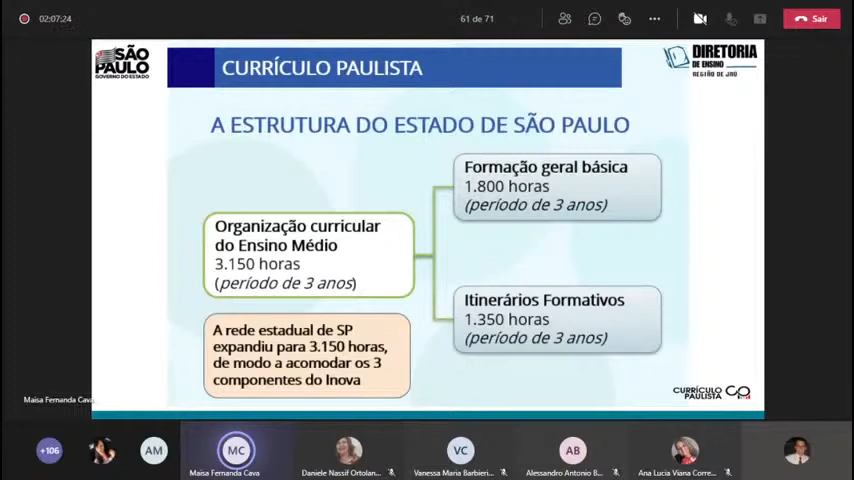 02:07:24
61 de 71
Sair
SÃO
PAULO
GOVERNO DO ESTADO
CURRÍCULO PAULISTA
DIRETORIA
DE ENSINO
REGIÃO DE JAÚ
A ESTRUTURA DO ESTADO DE SÃO PAULO
Formação geral básica
1.800 horas
(período de 3 anos)
Organização curricular
do Ensino Médio
3.150 horas
(período de 3 anos)
Itinerários Formativos
1.350 horas
(período de 3 anos)
A rede estadual de SP
expandiu para 3.150 horas,
de modo a acomodar os 3
componentes do Inova
CURRÍCULO
PAULISTA
Maisa Fernanda Cava
+106
AM
MC
VC
AB
Maisa Fernanda Cava
Daniele Nassif Ortolan...
Vanessa Maria Barbieri...
Alessandro Antonio B...
Ana Lucia Viana Corre...